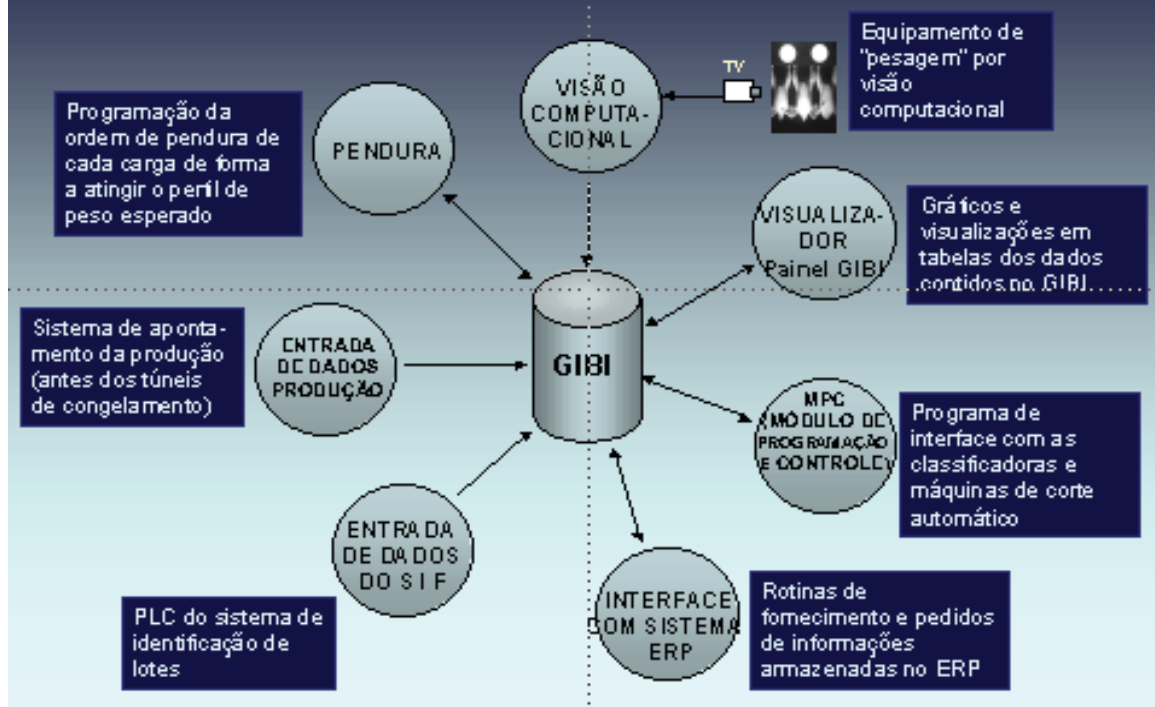 Equipamento de
"pesagem" por
visão
computacional
TV
VISÃO
COMPUTA-
CIONAL
Programação da
ordem de pendura de
cada carga de forma
a atingir o perfil de
peso esperado
PENDURA
VISUALIZA-
DOR
Painel GIBI
Gráficos e
visualizações em
tabelas dos dados
contidos no GIBI
Sistema de aponta-
mento da produção
(antes dos túneis
de congelamento)
ENTRADA
DE DADOS
PRODUÇÃO
GIBI
MPC
(MÓDULO DE
PROGRAMAÇÃO
E CONTROLE)
Programa de
interface com as
classificadoras e
máquinas de corte
automático
ENTRADA
DE DADOS
DO SIF
PLC do sistema de
identificação de
lotes
INTERFACE
COM SISTEMA
ERP
Rotinas de
fornecimento e pedidos
de informações
armazenadas no ERP